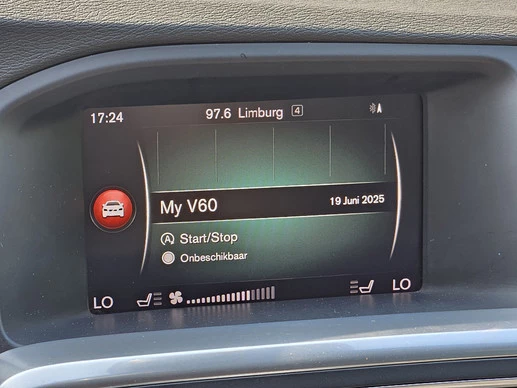 17:24 97.6 Limburg 4 A
My V60 19 Juni 2025
A Start/Stop
Onbeschikbaar
LO LO